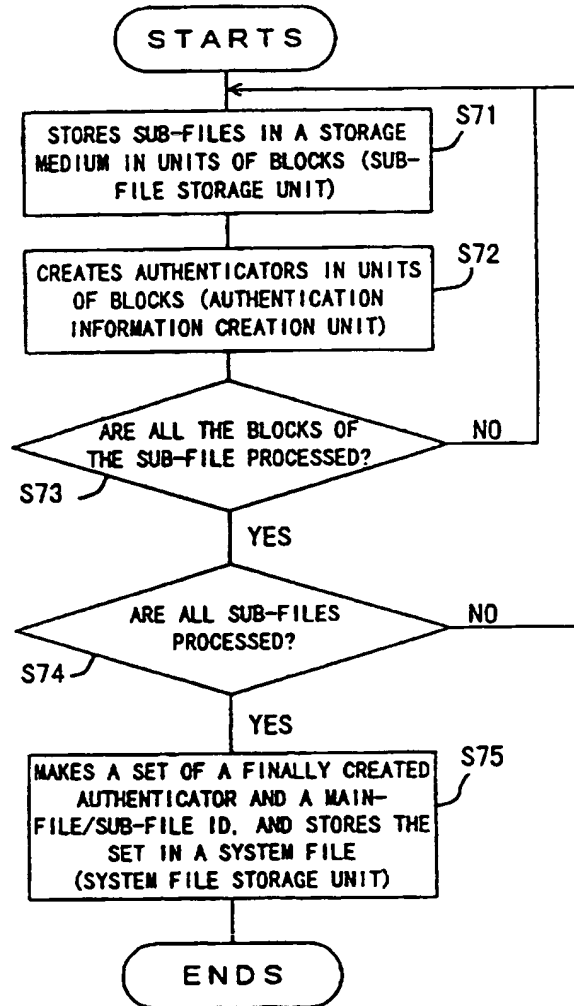 STARTS
STORES SUB-FILES IN A STORAGE
MEDIUM IN UNITS OF BLOCKS (SUB-
FILE STORAGE UNIT)
S71
CREATES AUTHENTICATORS IN UNITS
OF BLOCKS (AUTHENTICATION
INFORMATION CREATION UNIT)
S72
ARE ALL THE BLOCKS OF
THE SUB-FILE PROCESSED?
NO
S73
YES
ARE ALL SUB-FILES
PROCESSED?
NO
S74
YES
MAKES A SET OF A FINALLY CREATED
AUTHENTICATOR AND A MAIN-
FILE/SUB-FILE ID, AND STORES THE
SET IN A SYSTEM FILE
(SYSTEM FILE STORAGE UNIT)
S75
ENDS